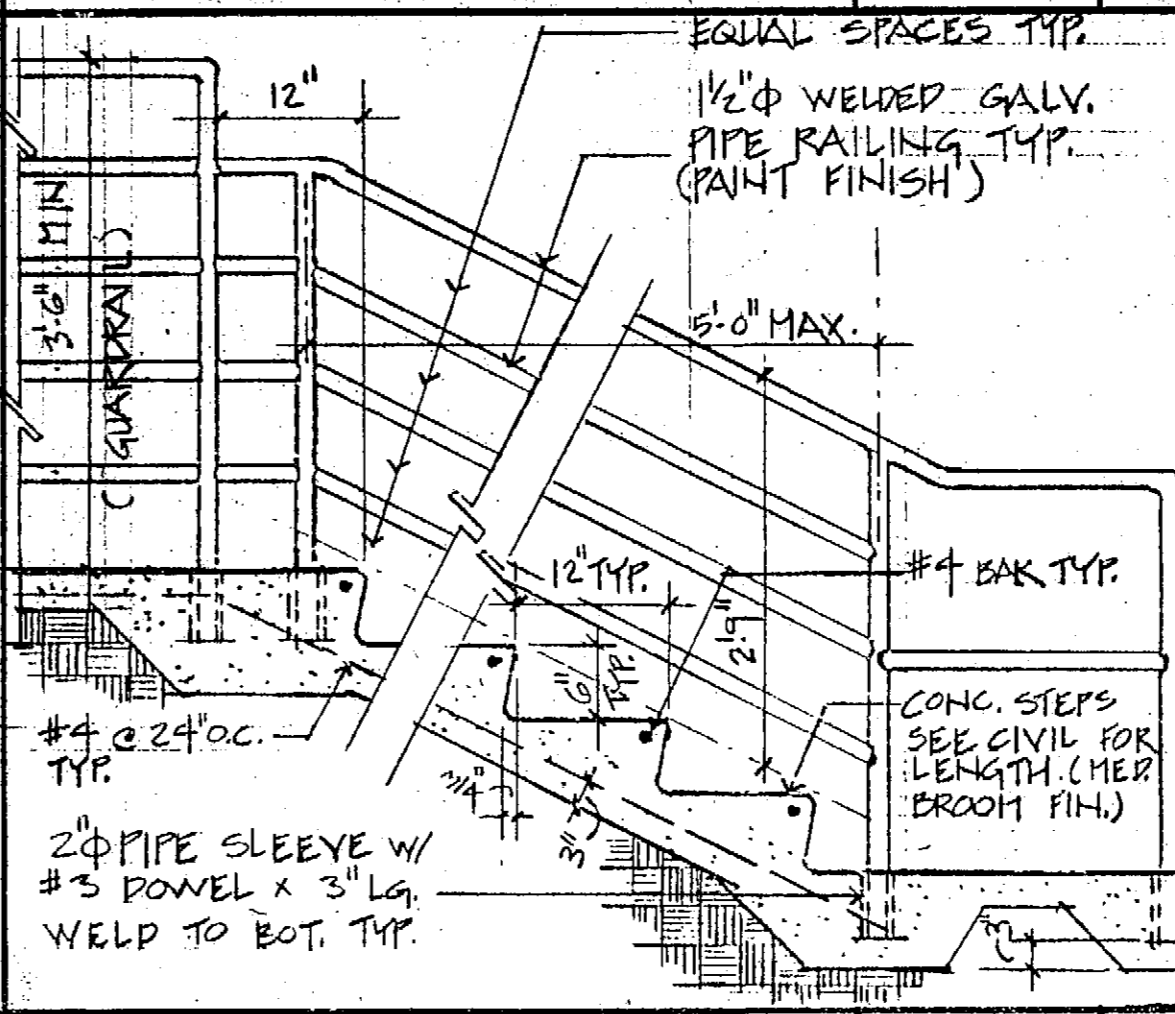 EQUAL SPACES TYP.
1½"Φ WELDED GALV.
PIPE RAILING TYP.
(PAINT FINISH)
12"
3'-6" MIN
(GUARDRAIL)
5'-0" MAX.
12" TYP.
#4 BAR TYP.
2'-9"
6"
TYP.
CONC. STEPS
SEE CIVIL FOR
LENGTH. (MED.
BROOM FIN.)
#4 @ 24" O.C.
TYP.
3/4"
3"
2"Φ PIPE SLEEVE W/
#3 DOWEL X 3" LG.
WELD TO BOT. TYP.
3"